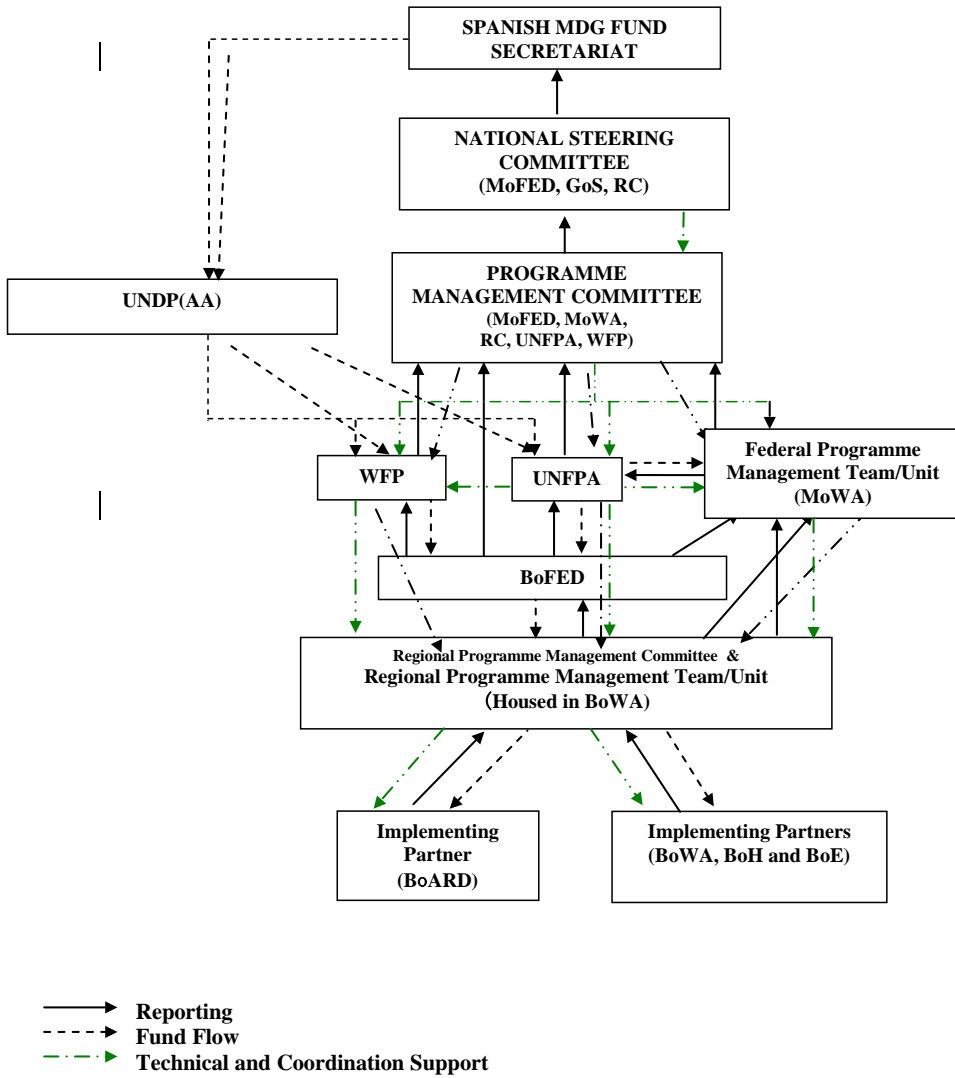 SPANISH MDG FUND
SECRETARIAT
NATIONAL STEERING
COMMITTEE
(MoFED, GoS, RC)
PROGRAMME
MANAGEMENT COMMITTEE
(MoFED, MoWA,
RC, UNFPA, WFP)
UNDP(AA)
WFP
UNFPA
Federal Programme
Management Team/Unit
(MoWA)
BoFED
Regional Programme Management Committee &
Regional Programme Management Team/Unit
(Housed in BoWA)
Implementing
Partner
(BoARD)
Implementing Partners
(BoWA, BoH and BoE)
Reporting
Fund Flow
Technical and Coordination Support